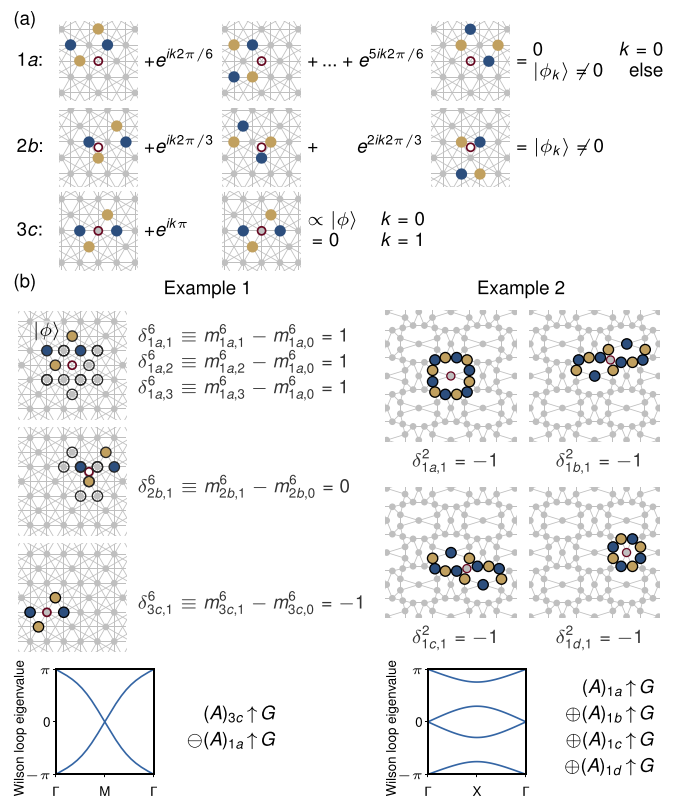 (a)
1a: +e^{ik2π/6} + ... + e^{5ik2π/6} = 0 k = 0
|ϕ_k⟩ ≠ 0 else
2b: +e^{ik2π/3} + e^{2ik2π/3} = |ϕ_k⟩ ≠ 0
3c: +e^{ikπ} ∝ |ϕ⟩ k = 0
= 0 k = 1
(b)
Example 1
|ϕ⟩
δ^6_{1a,1} ≡ m^6_{1a,1} − m^6_{1a,0} = 1
δ^6_{1a,2} ≡ m^6_{1a,2} − m^6_{1a,0} = 1
δ^6_{1a,3} ≡ m^6_{1a,3} − m^6_{1a,0} = 1
δ^6_{2b,1} ≡ m^6_{2b,1} − m^6_{2b,0} = 0
δ^6_{3c,1} ≡ m^6_{3c,1} − m^6_{3c,0} = −1
Wilson loop eigenvalue
π
0
−π
Γ M Γ
(A)_{3c} ↑ G
⊖(A)_{1a} ↑ G
Example 2
δ^2_{1a,1} = −1 δ^2_{1b,1} = −1
δ^2_{1c,1} = −1 δ^2_{1d,1} = −1
Wilson loop eigenvalue
π
0
−π
Γ X Γ
(A)_{1a} ↑ G
⊕(A)_{1b} ↑ G
⊕(A)_{1c} ↑ G
⊕(A)_{1d} ↑ G